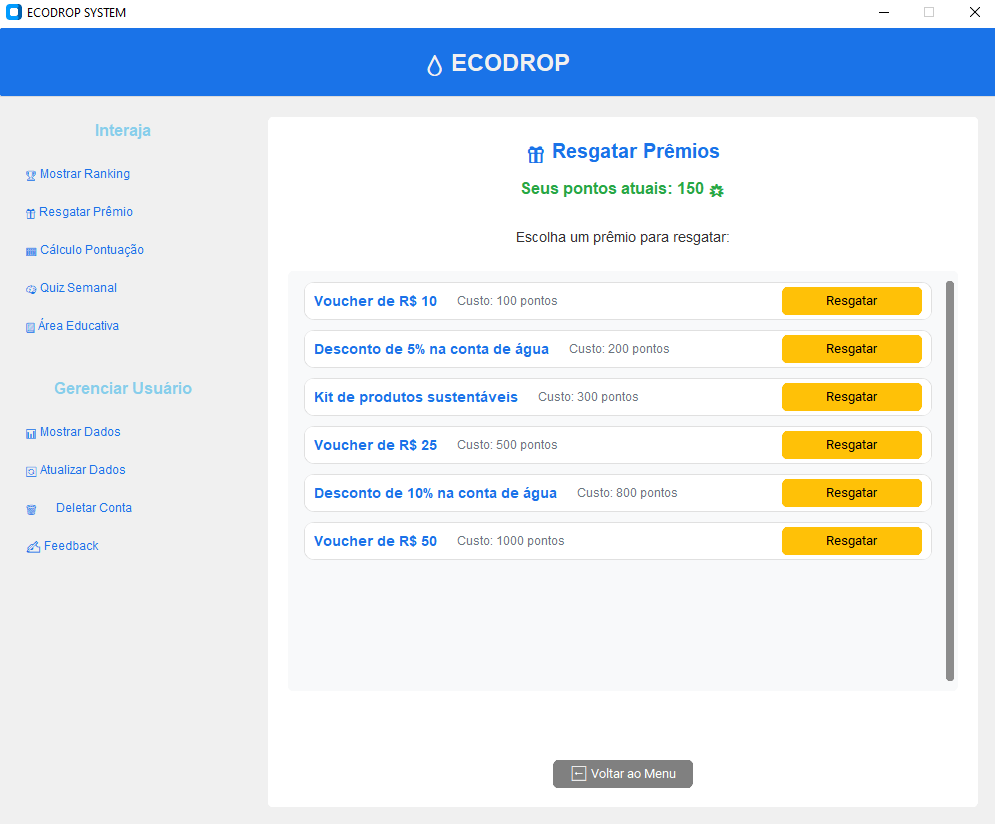 ECODROP SYSTEM
ECODROP
Interaja
Mostrar Ranking
Resgatar Prêmio
Cálculo Pontuação
Quiz Semanal
Área Educativa
Gerenciar Usuário
Mostrar Dados
Atualizar Dados
Deletar Conta
Feedback
Resgatar Prêmios
Seus pontos atuais: 150
Escolha um prêmio para resgatar:
Voucher de R$ 10 Custo: 100 pontos Resgatar
Desconto de 5% na conta de água Custo: 200 pontos Resgatar
Kit de produtos sustentáveis Custo: 300 pontos Resgatar
Voucher de R$ 25 Custo: 500 pontos Resgatar
Desconto de 10% na conta de água Custo: 800 pontos Resgatar
Voucher de R$ 50 Custo: 1000 pontos Resgatar
Voltar ao Menu